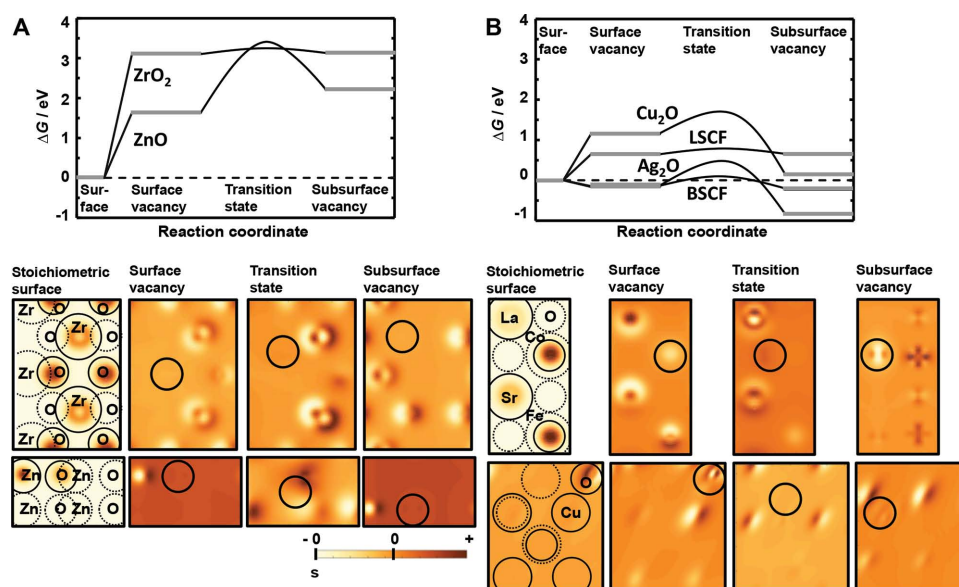 A
ΔG / eV
4
3
2
1
0
-1
ZrO2
ZnO
Sur-
face
Surface
vacancy
Transition
state
Subsurface
vacancy
Reaction coordinate
B
ΔG / eV
4
3
2
1
0
-1
Sur-
face
Surface
vacancy
Transition
state
Subsurface
vacancy
Cu2O
LSCF
Ag2O
BSCF
Reaction coordinate
Stoichiometric
surface
Surface
vacancy
Transition
state
Subsurface
vacancy
Zr
Zr
O
O
O
O
Zr
O
O
Zr
O
O
Zr
O
O
Zn
O
Zn
Zn
O
Zn
- 0
0
+
s
Stoichiometric
surface
Surface
vacancy
Transition
state
Subsurface
vacancy
La
O
Co
Sr
Fe
O
Cu